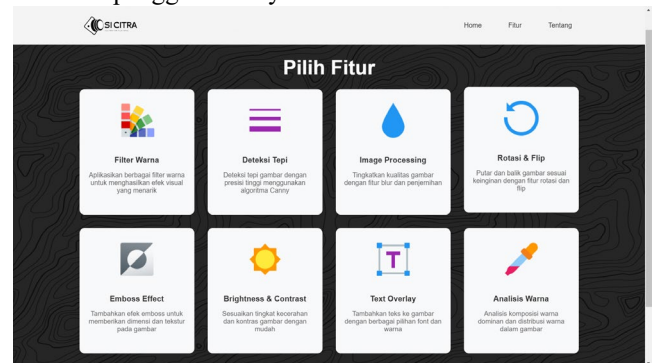 SI CITRA
Home Fitur Tentang
Pilih Fitur
Filter Warna
Aplikasikan berbagai filter warna
untuk menghasilkan efek visual
yang menarik
Deteksi Tepi
Deteksi tepi gambar dengan
presisi tinggi menggunakan
algoritma Canny
Image Processing
Tingkatkan kualitas gambar
dengan filter blur dan penjernihan
Rotasi & Flip
Putar dan balik gambar sesuai
keinginan dengan fitur rotasi dan
flip
Emboss Effect
Tambahkan efek emboss untuk
memberikan dimensi dan tekstur
pada gambar
Brightness & Contrast
Sesuaikan tingkat kecerahan
dan kontras gambar dengan
mudah
T
Text Overlay
Tambahkan teks ke gambar
dengan berbagai pilihan font dan
warna
Analisis Warna
Analisis komposisi warna
dominan dan distribusi warna
dalam gambar